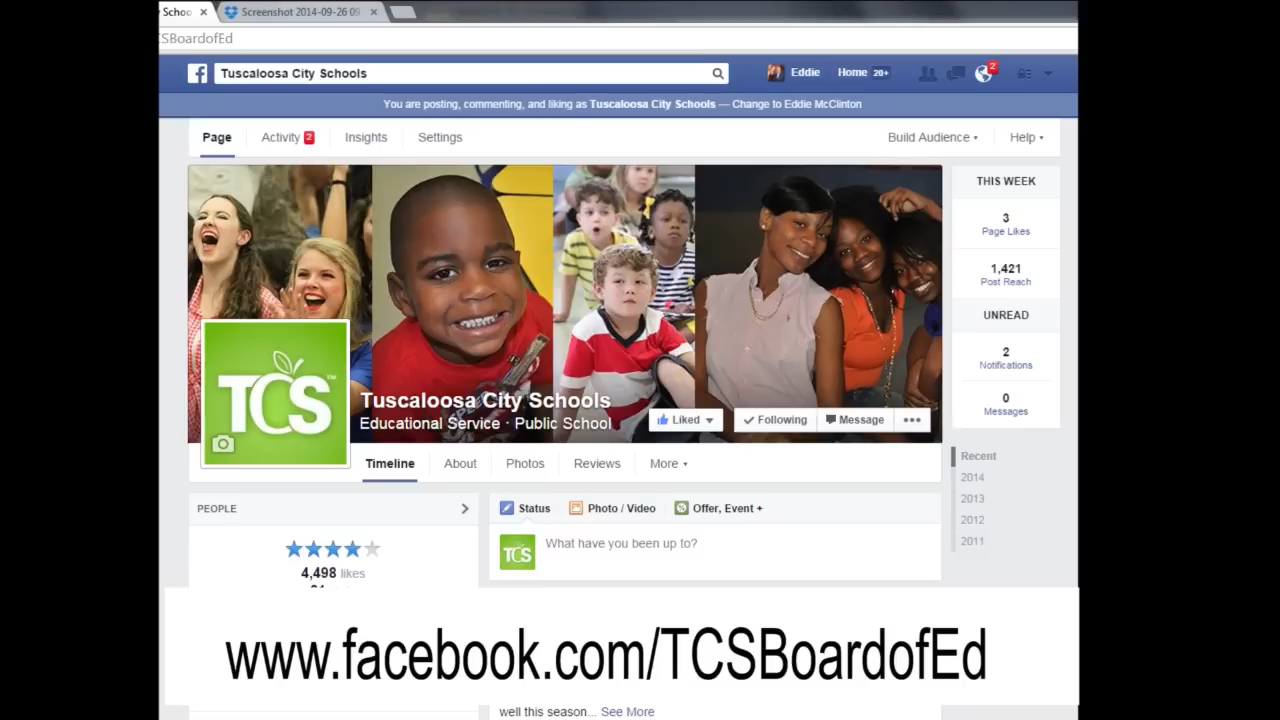 Schoo
Screenshot 2014-09-26 09
CSBoardofEd
Tuscaloosa City Schools
Eddie
Home 20+
2
You are posting, commenting, and liking as Tuscaloosa City Schools — Change to Eddie McClinton
Page
Activity 2
Insights
Settings
Build Audience
Help
THIS WEEK
3
Page Likes
1,421
Post Reach
UNREAD
2
Notifications
0
Messages
TCS™
Tuscaloosa City Schools
Educational Service · Public School
Liked
Following
Message
Timeline
About
Photos
Reviews
More
Recent
2014
2013
2012
2011
PEOPLE
4,498 likes
Status
Photo / Video
Offer, Event +
TCS
What have you been up to?
www.facebook.com/TCSBoardofEd
well this season... See More